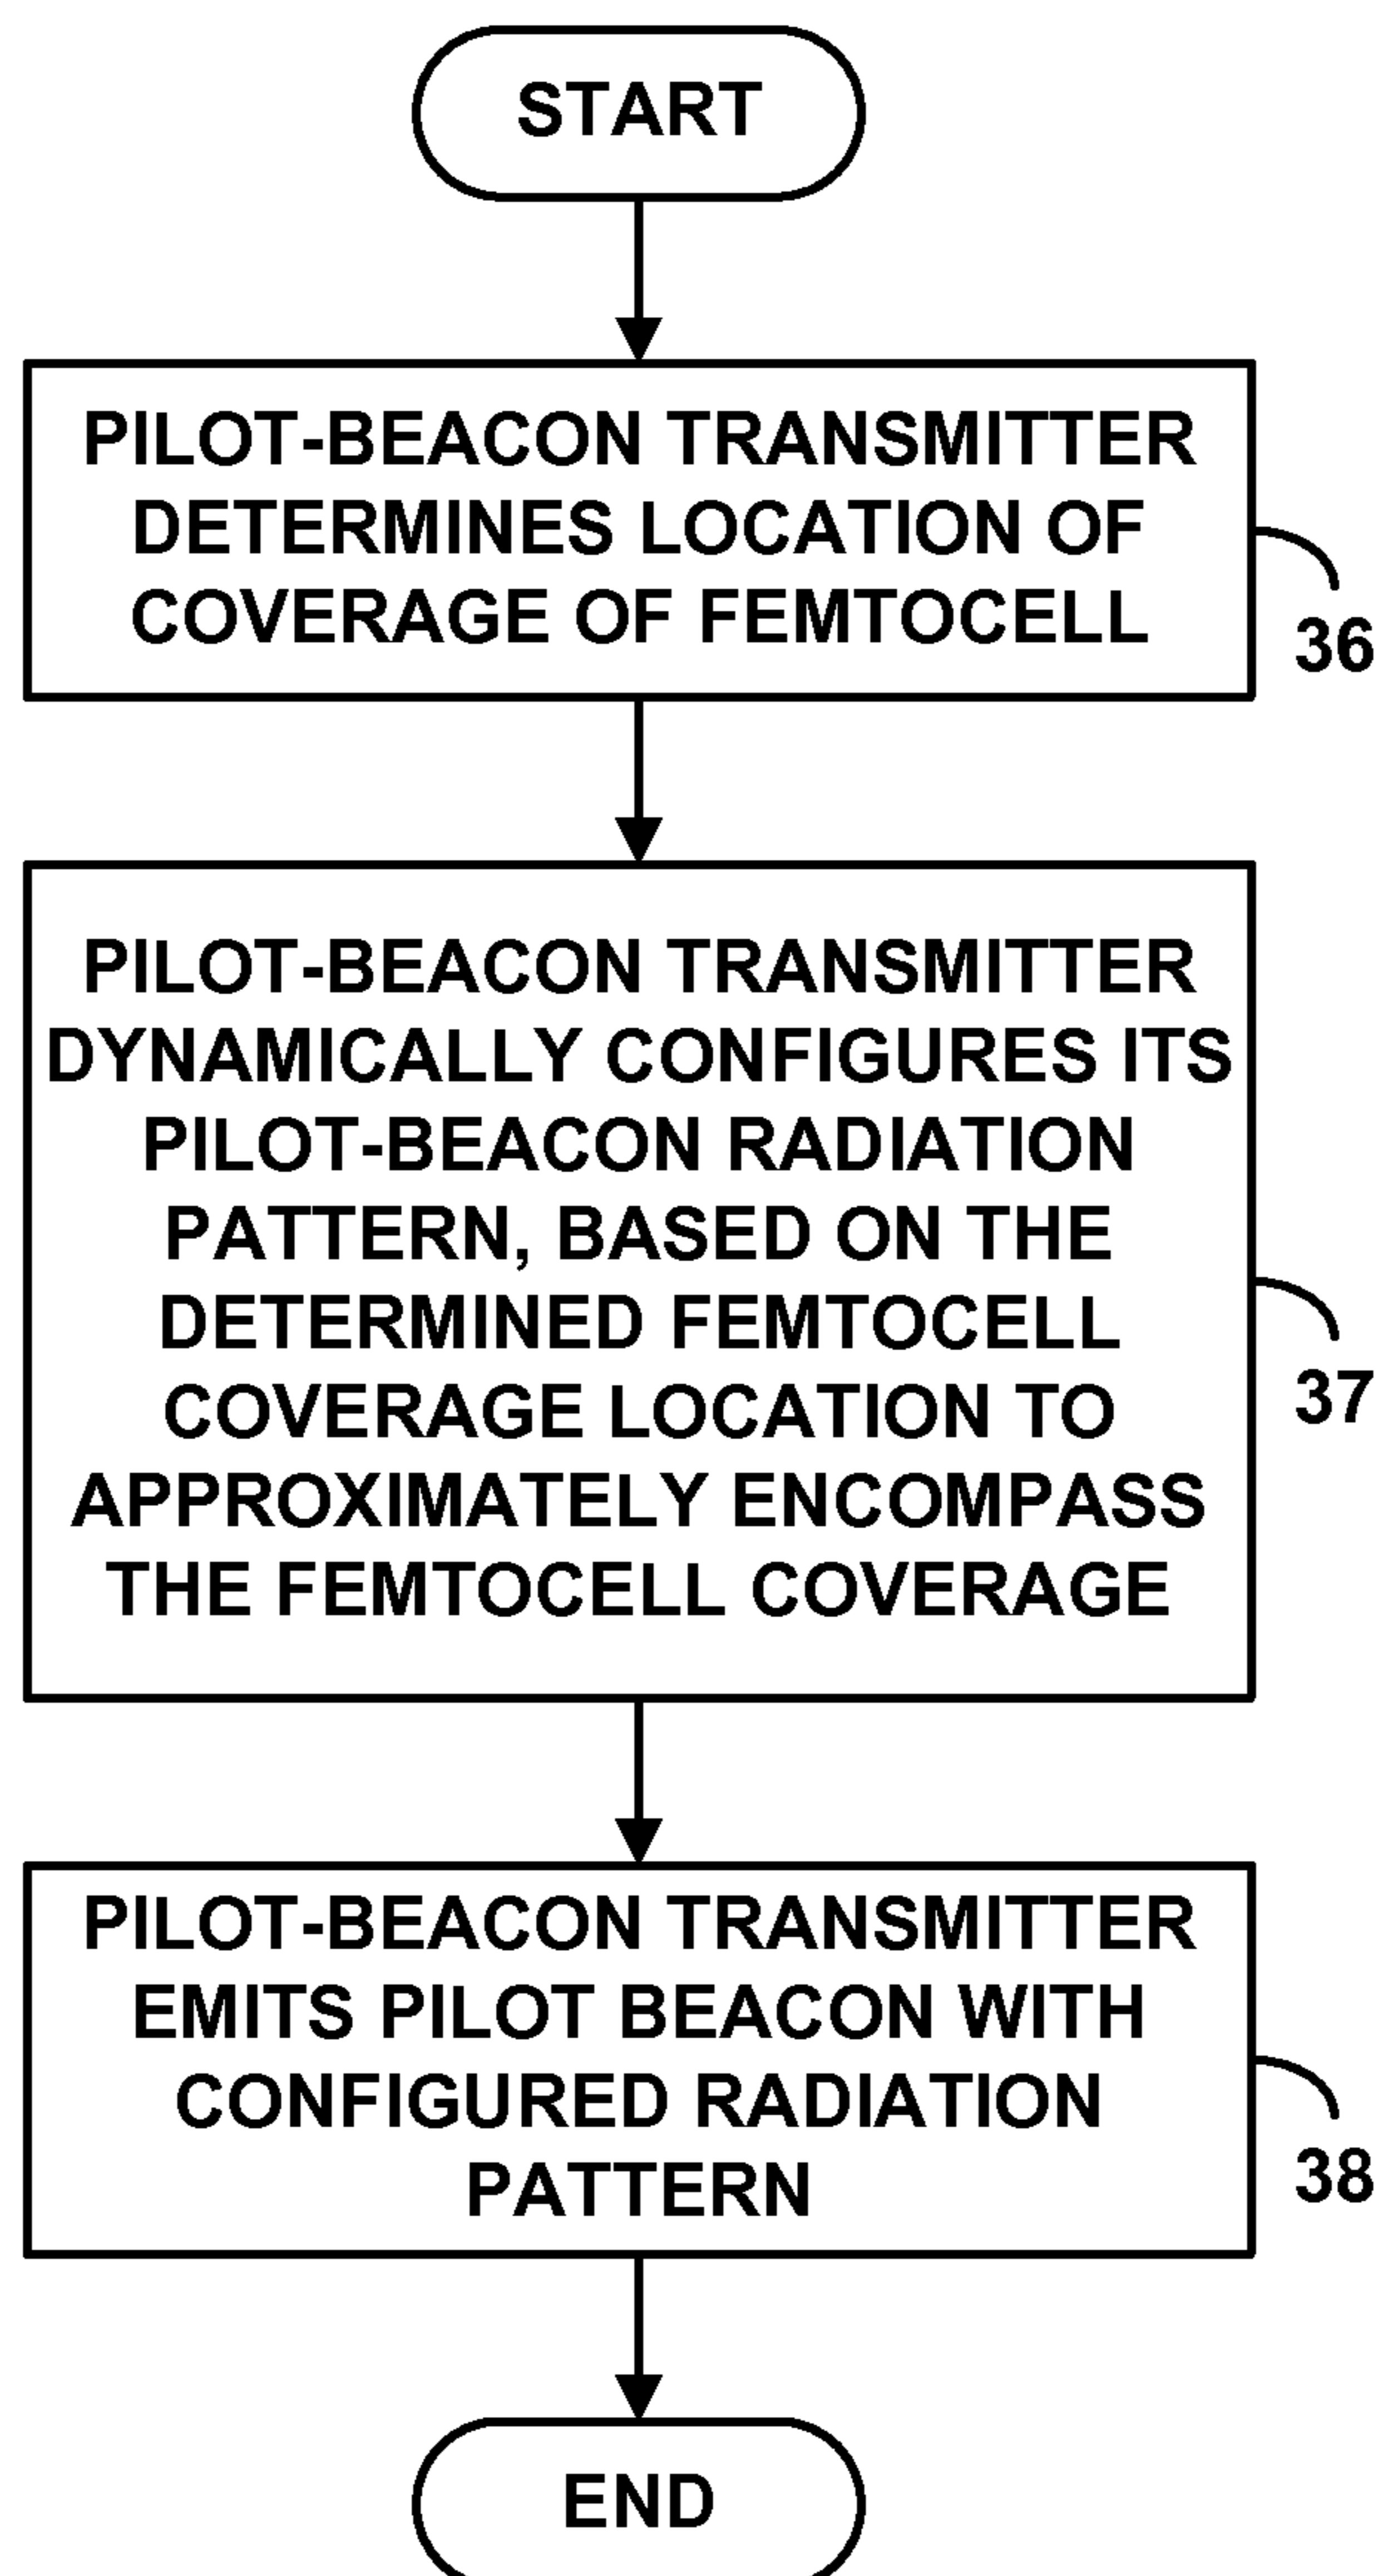 START
PILOT-BEACON TRANSMITTER
DETERMINES LOCATION OF
COVERAGE OF FEMTOCELL
36
PILOT-BEACON TRANSMITTER
DYNAMICALLY CONFIGURES ITS
PILOT-BEACON RADIATION
PATTERN, BASED ON THE
DETERMINED FEMTOCELL
COVERAGE LOCATION TO
APPROXIMATELY ENCOMPASS
THE FEMTOCELL COVERAGE
37
PILOT-BEACON TRANSMITTER
EMITS PILOT BEACON WITH
CONFIGURED RADIATION
PATTERN
38
END